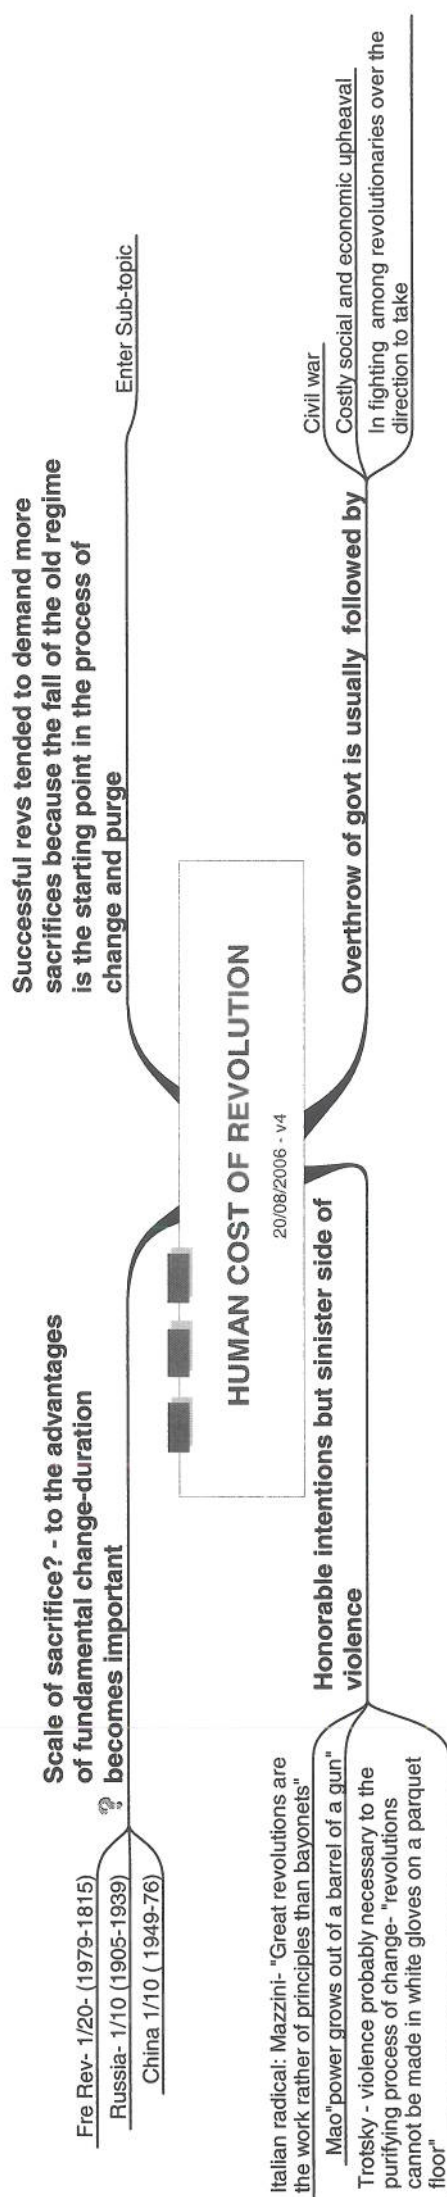 Successful revs tended to demand more
sacrifices because the fall of the old regime
is the starting point in the process of
change and purge
Enter Sub-topic
Scale of sacrifice? - to the advantages
of fundamental change-duration
becomes important
Fre Rev- 1/20- (1979-1815)
Russia- 1/10 (1905-1939)
China 1/10 ( 1949-76)
HUMAN COST OF REVOLUTION
20/08/2006 - v4
Overthrow of govt is usually followed by
Civil war
Costly social and economic upheaval
In fighting among revolutionaries over the
direction to take
Honorable intentions but sinister side of
violence
Italian radical: Mazzini- "Great revolutions are
the work rather of principles than bayonets"
Mao"power grows out of a barrel of a gun"
Trotsky - violence probably necessary to the
purifying process of change- "revolutions
cannot be made in white gloves on a parquet
floor"